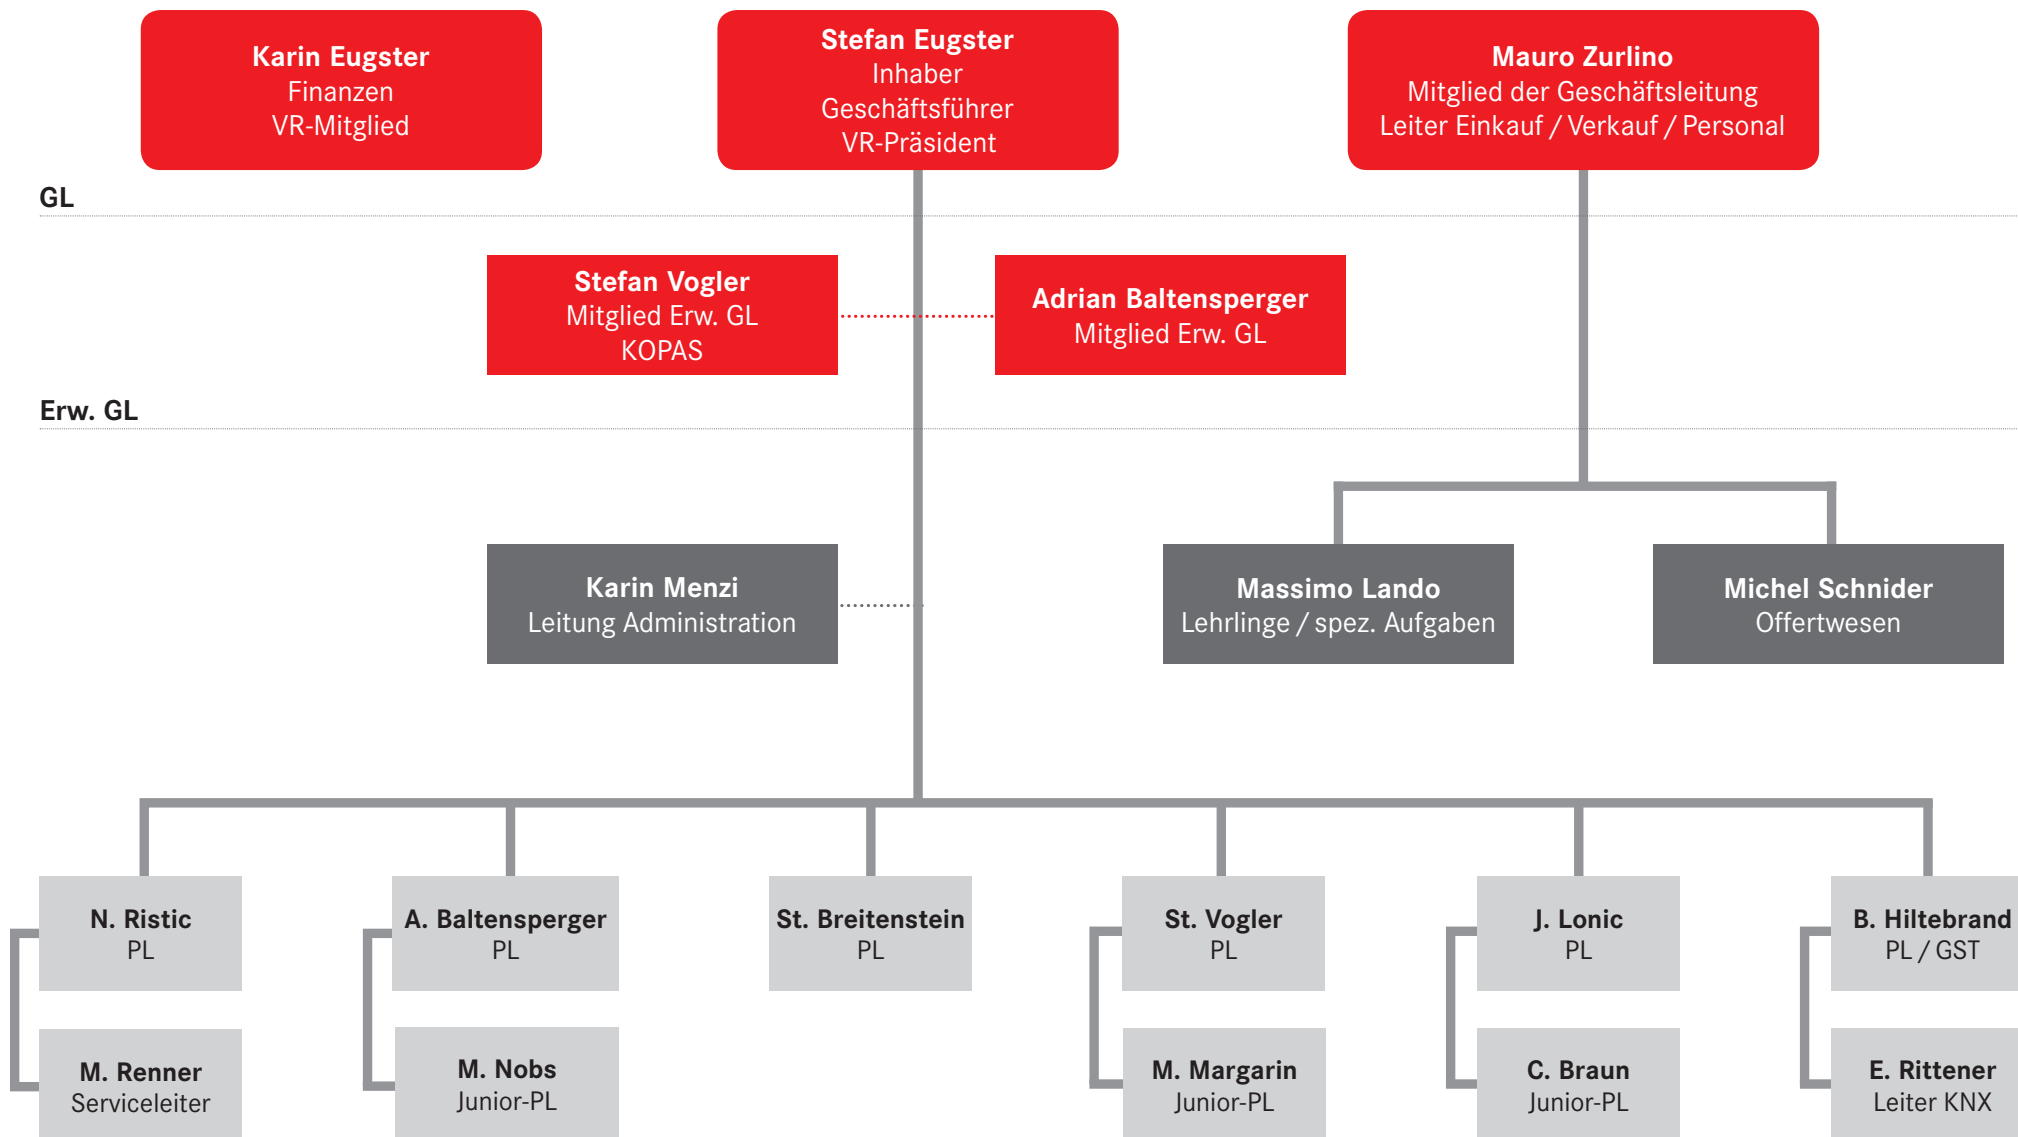 Karin Eugster
Finanzen
VR-Mitglied
Stefan Eugster
Inhaber
Geschäftsführer
VR-Präsident
Mauro Zurlino
Mitglied der Geschäftsleitung
Leiter Einkauf / Verkauf / Personal
GL
Stefan Vogler
Mitglied Erw. GL
KOPAS
Adrian Baltensperger
Mitglied Erw. GL
Erw. GL
Karin Menzi
Leitung Administration
Massimo Lando
Lehrlinge / spez. Aufgaben
Michel Schnider
Offertwesen
N. Ristic
PL
A. Baltensperger
PL
St. Breitenstein
PL
St. Vogler
PL
J. Lonic
PL
B. Hiltebrand
PL / GST
M. Renner
Serviceleiter
M. Nobs
Junior-PL
M. Margarin
Junior-PL
C. Braun
Junior-PL
E. Rittener
Leiter KNX